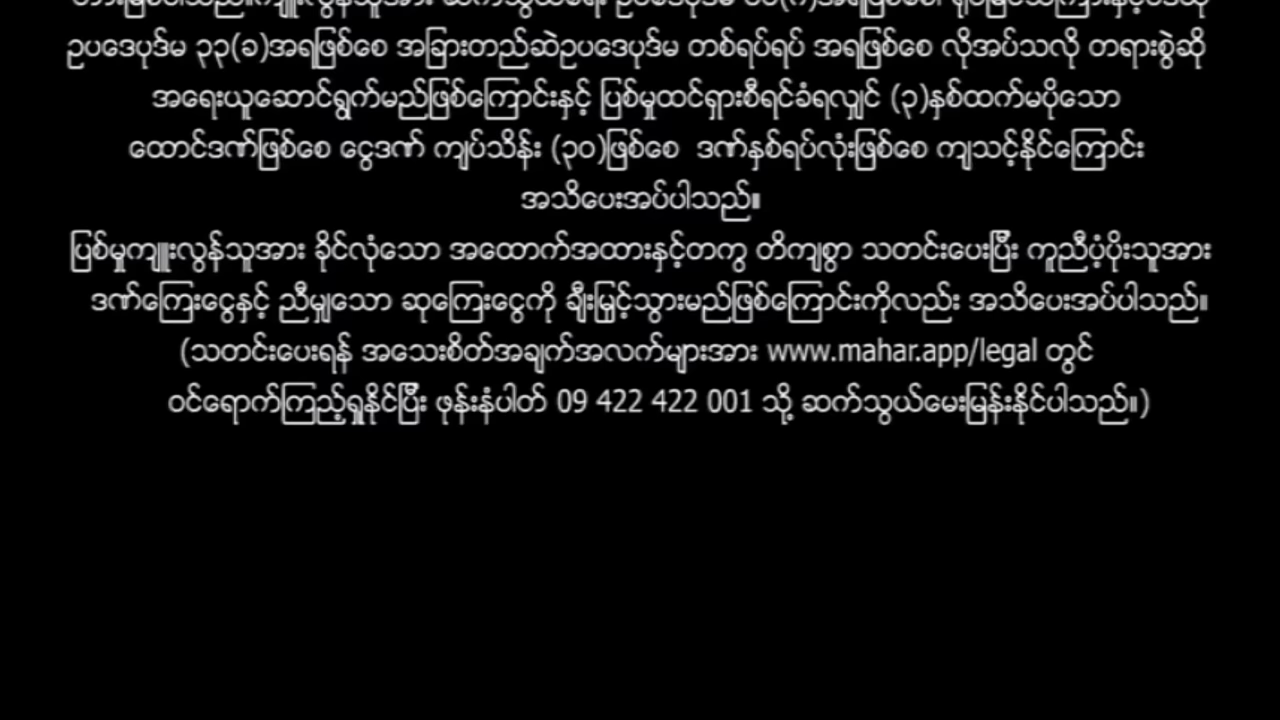 ဥပဒေပုဒ်မ ၃၃(ခ)အရဖြစ်စေ အခြားတည်ဆဲဥပဒေပုဒ်မ တစ်ရပ်ရပ် အရဖြစ်စေ လိုအပ်သလို တရားစွဲဆို
အရေးယူဆောင်ရွက်မည်ဖြစ်ကြောင်းနှင့် ပြစ်မှုထင်ရှားစီရင်ခံရလျှင် (၃)နှစ်ထက်မပိုသော
ထောင်ဒဏ်ဖြစ်စေ ငွေဒဏ် ကျပ်သိန်း (၃၀)ဖြစ်စေ ဒဏ်နှစ်ရပ်လုံးဖြစ်စေ ကျသင့်နိုင်ကြောင်း
အသိပေးအပ်ပါသည်။
ပြစ်မှုကျူးလွန်သူအား ခိုင်လုံသော အထောက်အထားနှင့်တကွ တိကျစွာ သတင်းပေးပြီး ကူညီပံ့ပိုးသူအား
ဒဏ်ကြေးငွေနှင့် ညီမျှသော ဆုကြေးငွေကို ချီးမြှင့်သွားမည်ဖြစ်ကြောင်းကိုလည်း အသိပေးအပ်ပါသည်။
(သတင်းပေးရန် အသေးစိတ်အချက်အလက်များအား www.mahar.app/legal တွင်
ဝင်ရောက်ကြည့်ရှုနိုင်ပြီး ဖုန်းနံပါတ် 09 422 422 001 သို့ ဆက်သွယ်မေးမြန်းနိုင်ပါသည်။)